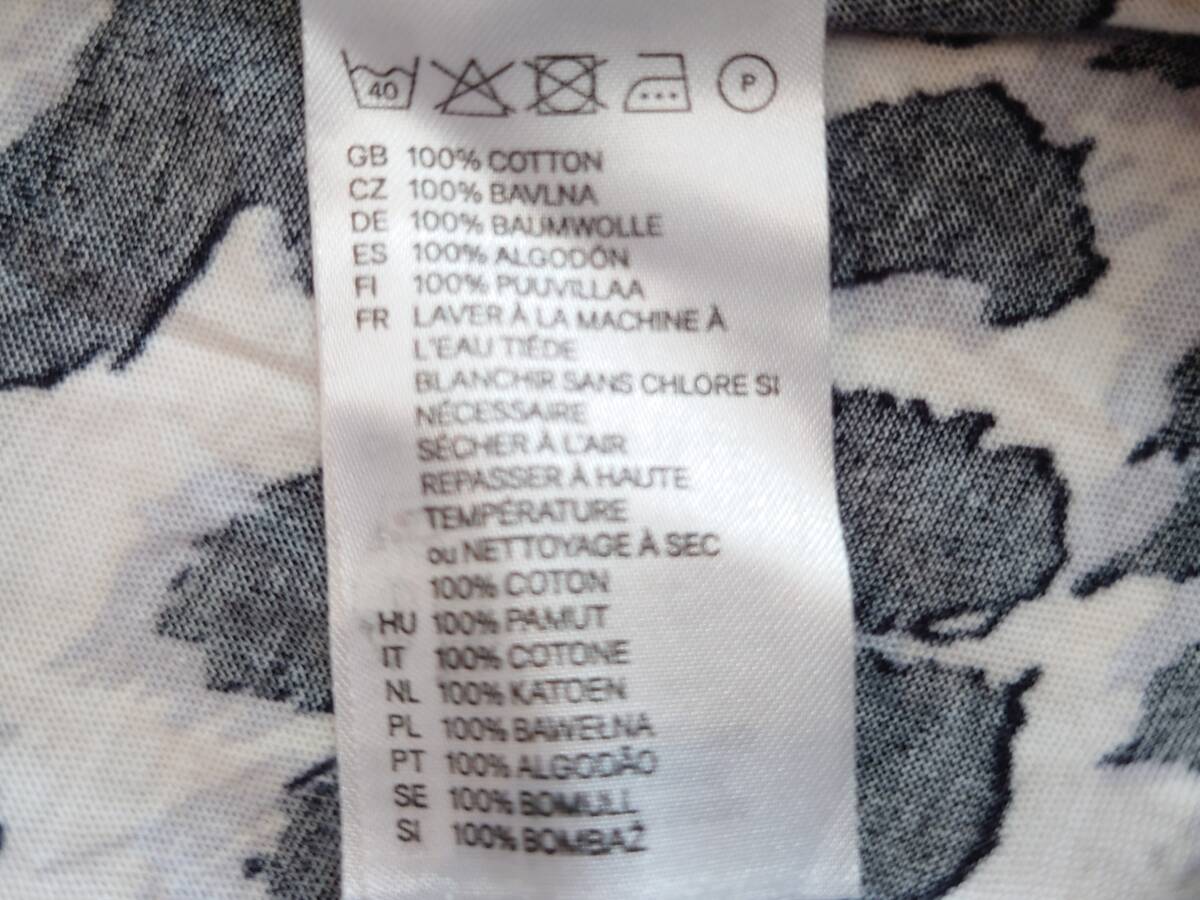 40 P
GB 100% COTTON
CZ 100% BAVLNA
DE 100% BAUMWOLLE
ES 100% ALGODÓN
FI 100% PUUVILLAA
FR LAVER À LA MACHINE À
L'EAU TIÉDE
BLANCHIR SANS CHLORE SI
NÉCESSAIRE
SÉCHER À L'AIR
REPASSER À HAUTE
TEMPÉRATURE
ou NETTOYAGE À SEC
100% COTON
HU 100% PAMUT
IT 100% COTONE
NL 100% KATOEN
PL 100% BAWEŁNA
PT 100% ALGODÃO
SE 100% BOMULL
SI 100% BOMBAŽ